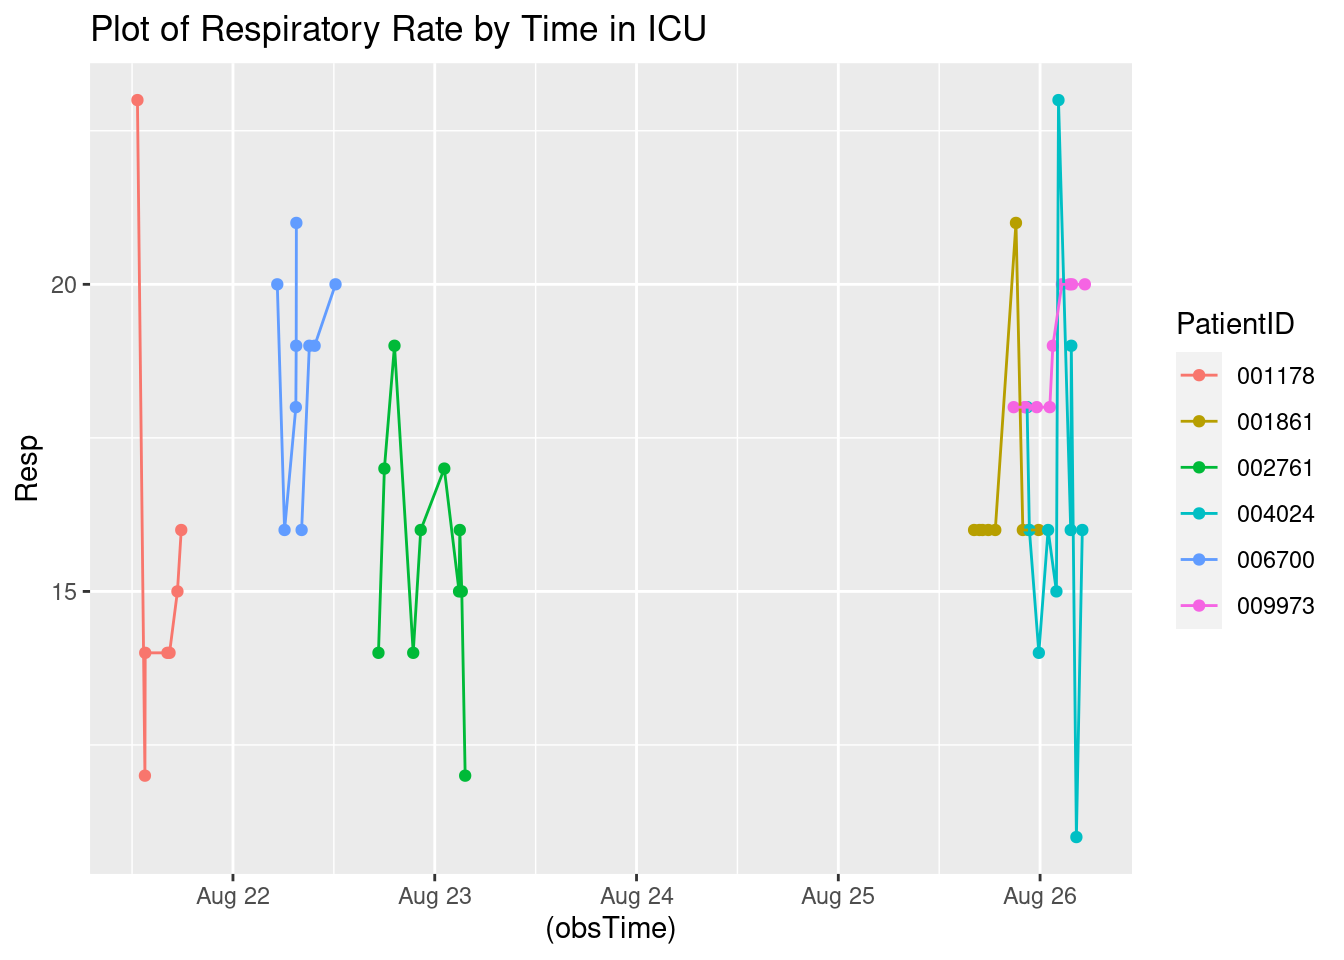 Plot of Respiratory Rate by Time in ICU
Resp
20
15
Aug 22
Aug 23
Aug 24
Aug 25
Aug 26
(obsTime)
PatientID
001178
001861
002761
004024
006700
009973